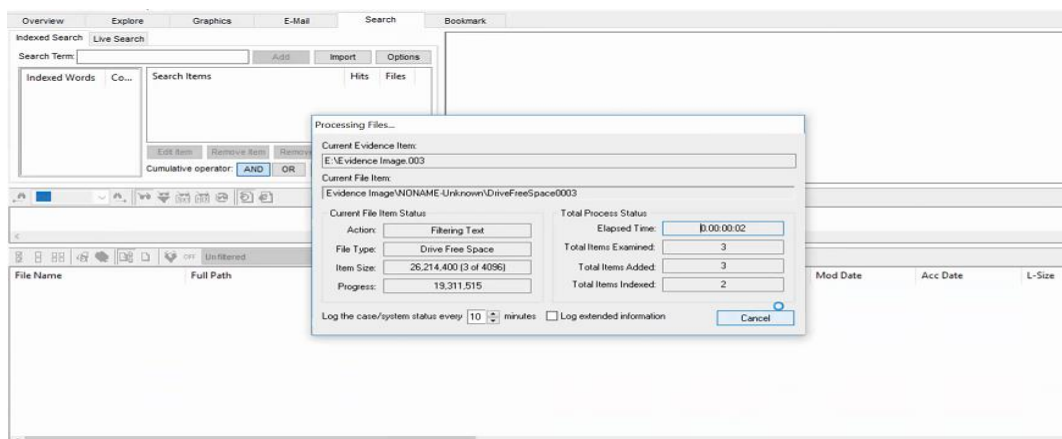 Overview Explore Graphics E-Mail Search Bookmark
Indexed Search Live Search
Search Term: Add Import Options
Indexed Words Co... Search Items Hits Files
Edit Item Remove Item Remove
Cumulative operator: AND OR
OFF Unfiltered
File Name Full Path Mod Date Acc Date L-Size
Processing Files...
Current Evidence Item:
E:\Evidence Image.003
Current File Item:
Evidence Image\NONAME-Unknown\DriveFreeSpace0003
Current File Item Status
Action: Filtering Text
File Type: Drive Free Space
Item Size: 26,214,400 (3 of 4096)
Progress: 19,311,515
Total Process Status
Elapsed Time: 0.00:00:02
Total Items Examined: 3
Total Items Added: 3
Total Items Indexed: 2
Log the case/system status every 10 minutes Log extended information Cancel